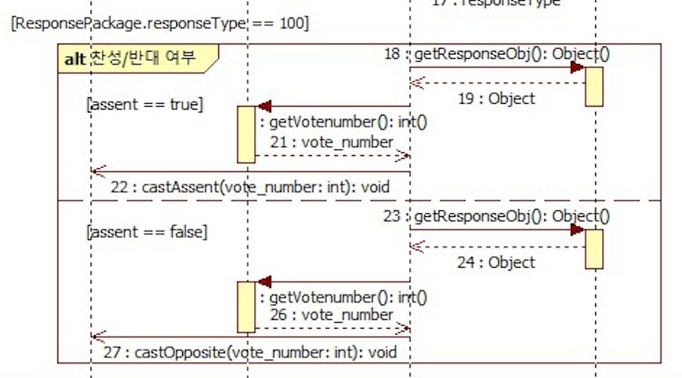 17 : responseType
[ResponsePackage.responseType == 100]
alt 찬성/반대 여부
18 : getResponseObj(): Object()
19 : Object
[assent == true]
: getVotenumber(): int()
21 : vote_number
22 : castAssent(vote_number: int): void
23 : getResponseObj(): Object()
[assent == false]
24 : Object
: getVotenumber(): int()
26 : vote_number
27 : castOpposite(vote_number: int): void